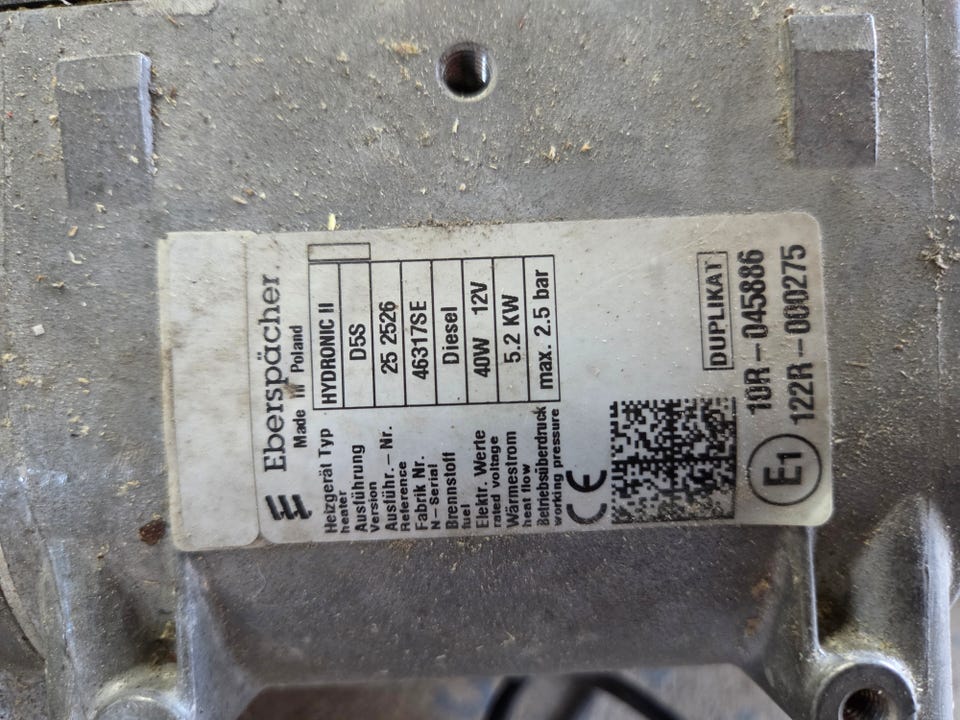 Eberspächer
Made in Poland
Heizgerät Typ HYDRONIC II
heater
Ausführung D5S
Version
Ausführ.-Nr. 25 2526
Reference
Fabrik Nr. 46317SE
N-Serial
Brennstoff Diesel
fuel
Elektr. Werte 40W 12V
rated voltage
Wärmestrom 5.2 KW
heat flow
Betriebsüberdruck max. 2.5 bar
working pressure
CE
DUPLIKAT
E1
10R-045886
122R-000275